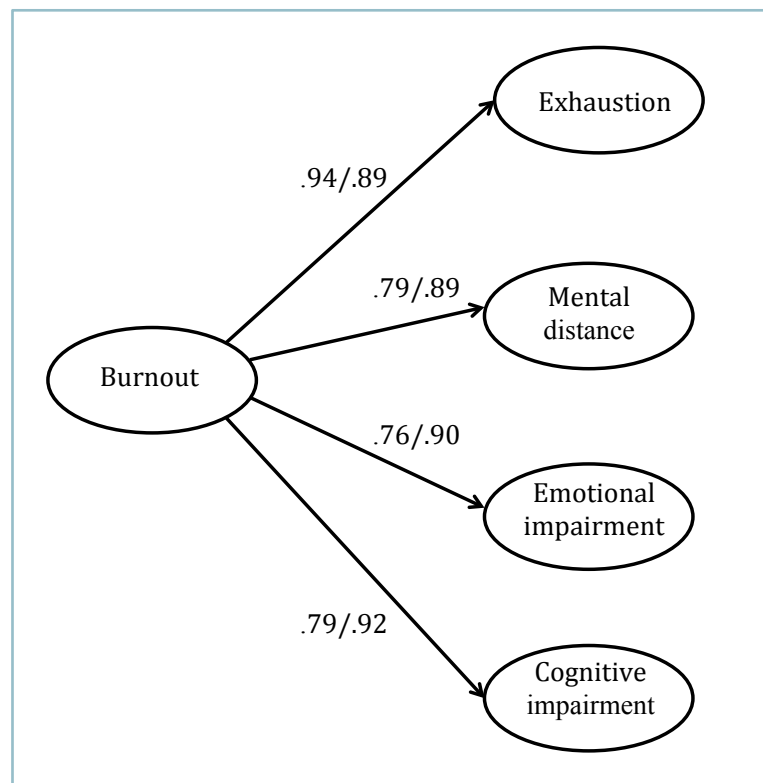 Exhaustion
.94/.89
.79/.89
Mental
distance
Burnout
.76/.90
Emotional
impairment
.79/.92
Cognitive
impairment